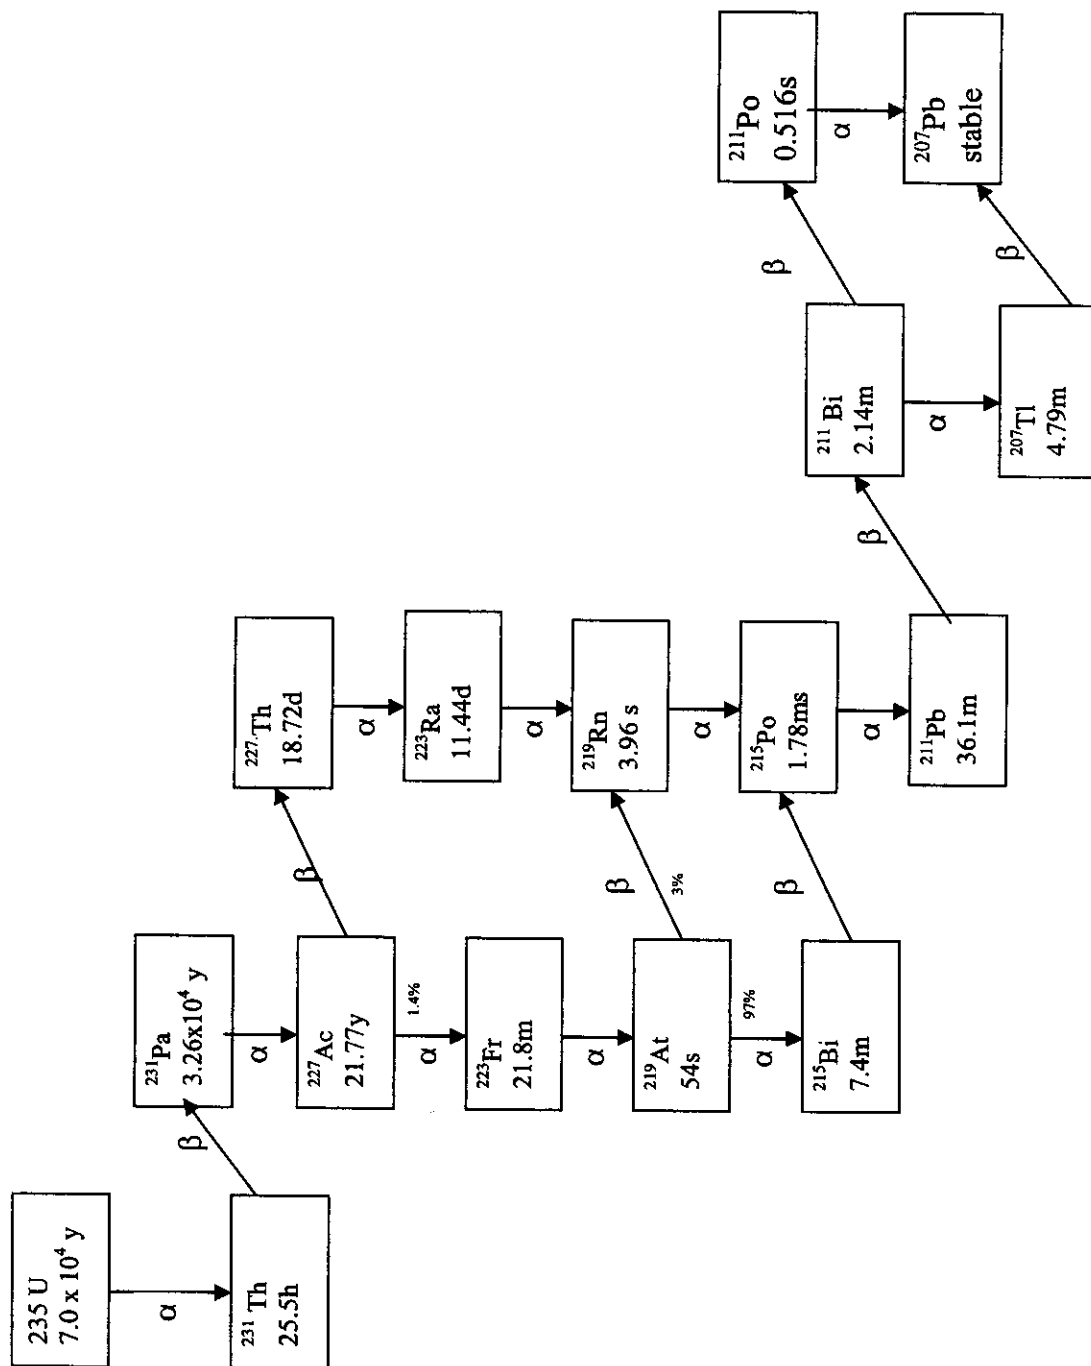 235 U
7.0 x 10⁴ y
α
²³¹ Th
25.5h
β
²³¹Pa
3.26x10⁴ y
α
²²⁷Ac
21.77y
β
α
1.4%
²²³Fr
21.8m
α
²¹⁹At
54s
β
3%
α
97%
²¹⁵Bi
7.4m
β
²²⁷Th
18.72d
α
²²³Ra
11.44d
α
²¹⁹Rn
3.96 s
α
²¹⁵Po
1.78ms
α
²¹¹Pb
36.1m
β
²¹¹ Bi
2.14m
β
α
²⁰⁷Tl
4.79m
β
²¹¹Po
0.516s
α
²⁰⁷Pb
stable